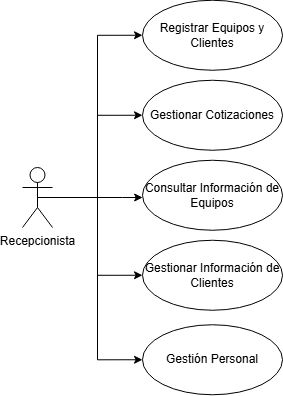 Registrar Equipos y
Clientes
Gestionar Cotizaciones
Consultar Información de
Equipos
Recepcionista
Gestionar Información de
Clientes
Gestión Personal